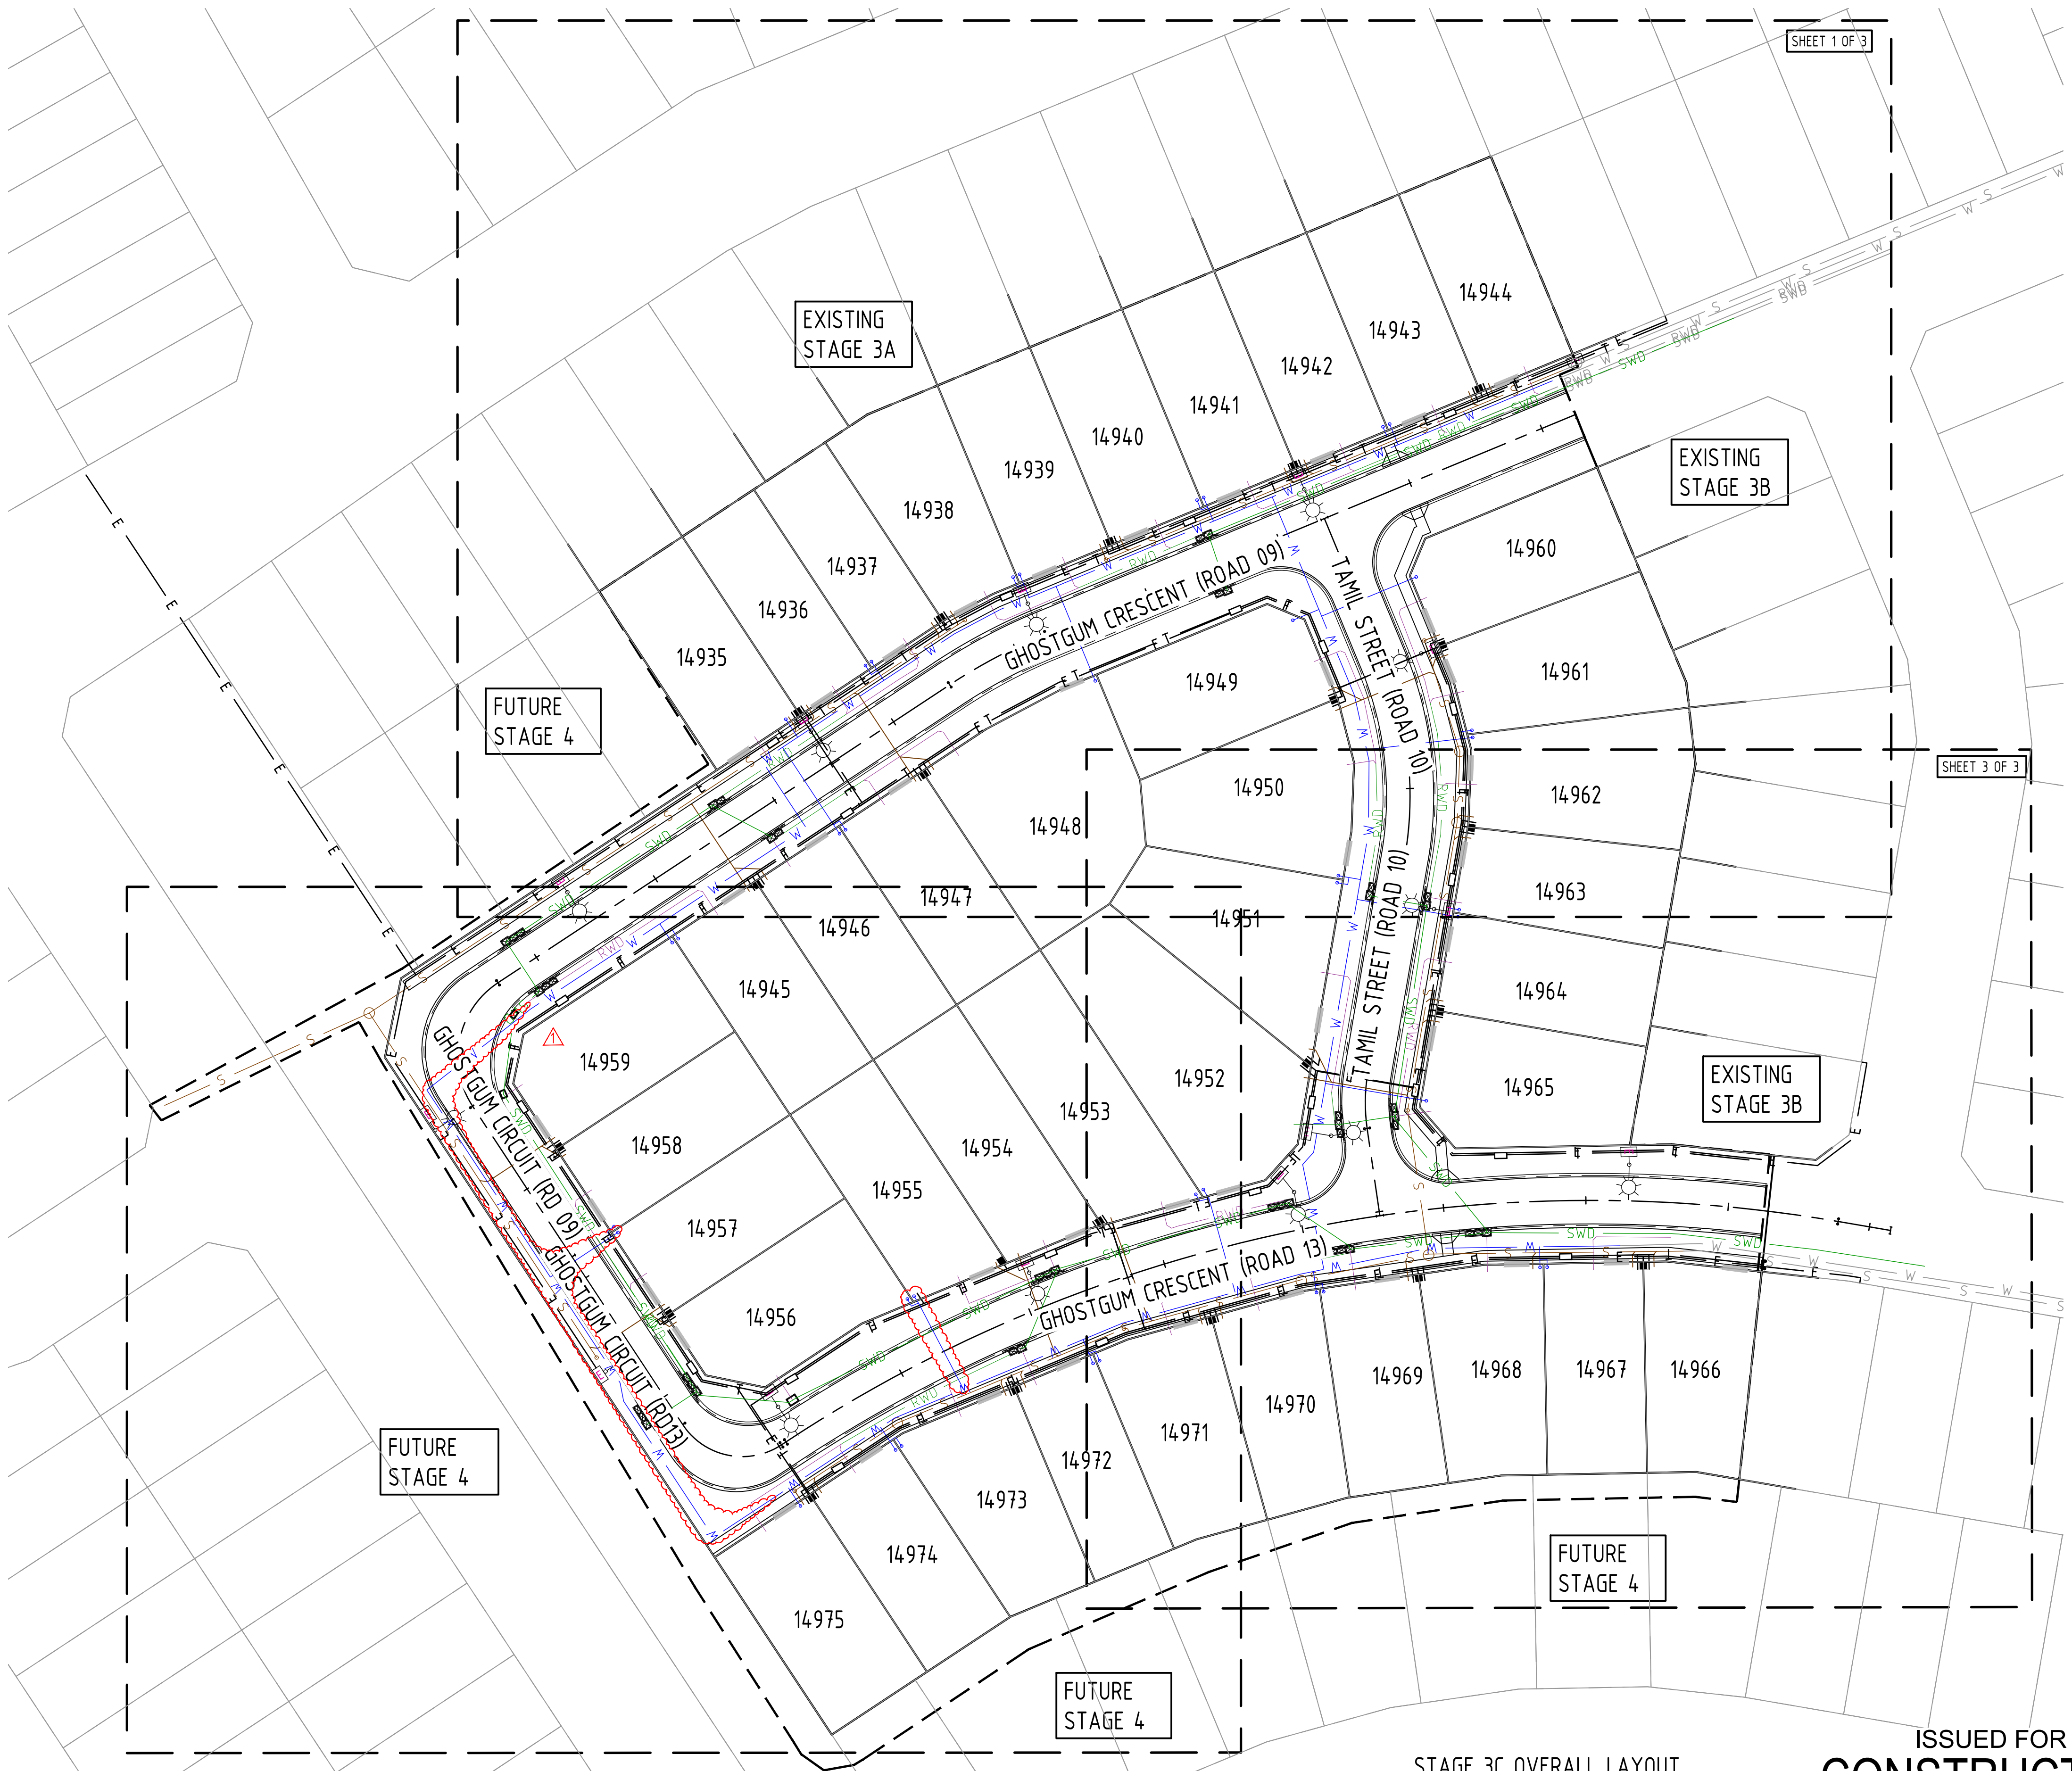 SHEET 1 OF 3
EXISTING
STAGE 3A
14944
14943
14942
14941
14940
14939
14938
14937
14936
14935
EXISTING
STAGE 3B
FUTURE
STAGE 4
GHOSTGUM CRESCENT (ROAD 09)
TAMIL STREET (ROAD 10)
14960
14961
14949
14950
14948
SHEET 3 OF 3
14962
14963
14947
14946
14951
TAMIL STREET (ROAD 10)
14945
14964
GHOSTGUM CIRCUIT (RD 09)
1
14959
14952
14965
EXISTING
STAGE 3B
14953
14954
14958
14955
14957
GHOSTGUM CIRCUIT (RD13)
GHOSTGUM CRESCENT (ROAD 13)
14956
14969
14968
14967
14966
14970
14971
14972
14973
14974
14975
FUTURE
STAGE 4
FUTURE
STAGE 4
FUTURE
STAGE 4
STAGE 3C OVERALL LAYOUT
ISSUED FOR
SWD
RWD
W
S
E
T